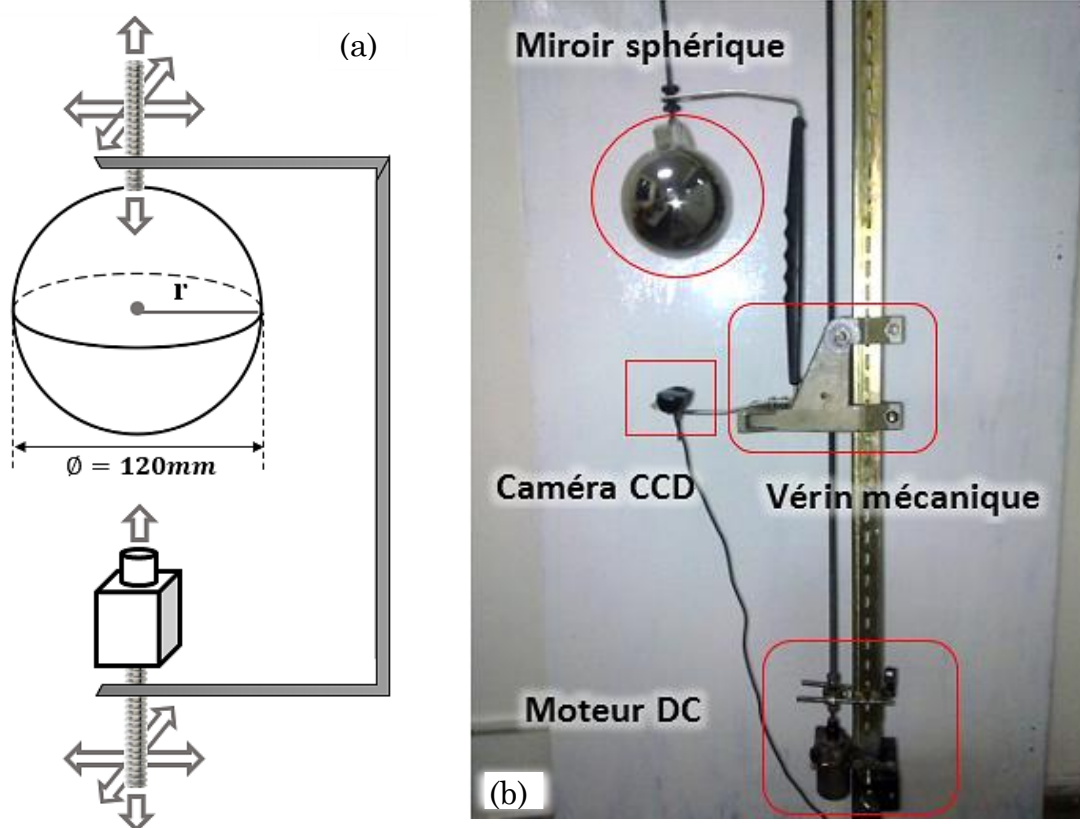 (a)
r
Ø = 120mm
Miroir sphérique
Caméra CCD
Vérin mécanique
Moteur DC
(b)